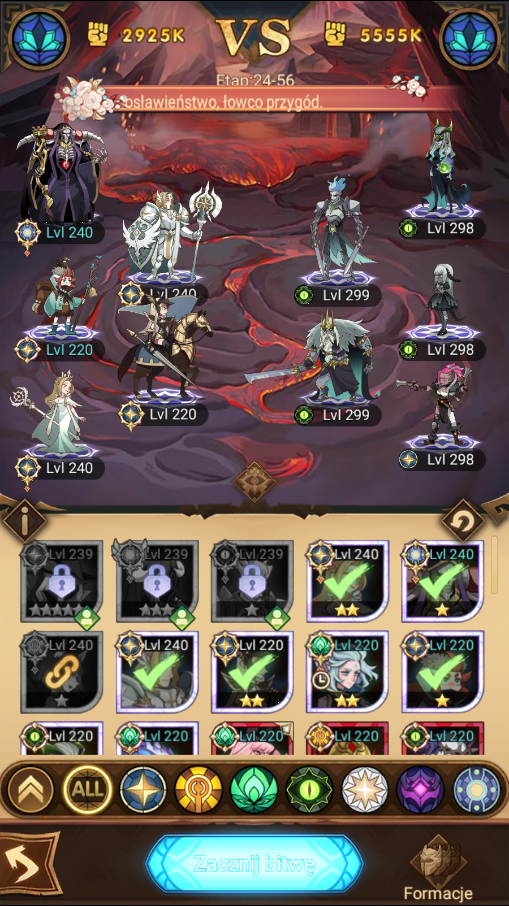 2925K VS 5555K
Etap 24-56
osławieństwo, łowco przygód.
Lvl 240
Lvl 240
Lvl 298
Lvl 299
Lvl 220
Lvl 298
Lvl 220
Lvl 299
Lvl 240
Lvl 298
Lvl 239 Lvl 239 Lvl 239 Lvl 240 Lvl 240
Lvl 240 Lvl 240 Lvl 220 Lvl 220 Lvl 220
Lvl 220 Lvl 220 Lvl 220 Lvl 220 Lvl 220
ALL
Zacznij bitwę
Formacje